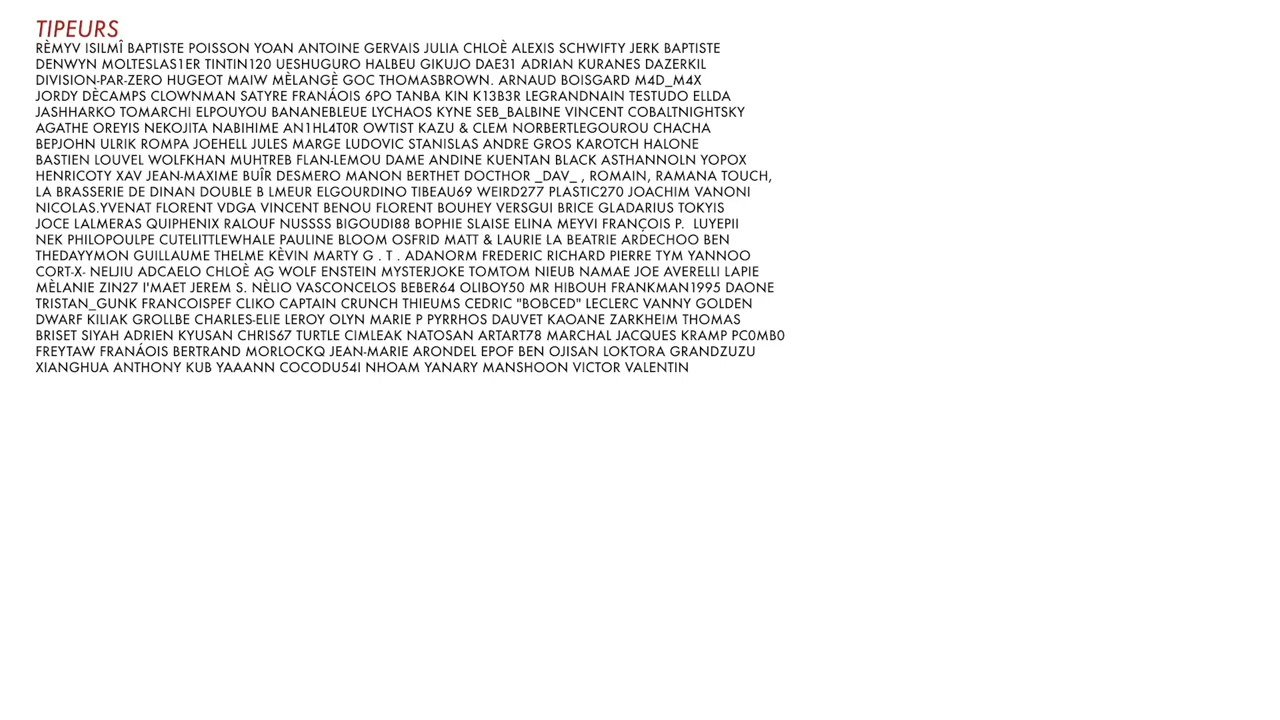 TIPEURS
RÈMYV ISILMÎ BAPTISTE POISSON YOAN ANTOINE GERVAIS JULIA CHLOÈ ALEXIS SCHWIFTY JERK BAPTISTE
DENWYN MOLTESLAS1ER TINTIN120 UESHUGURO HALBEU GIKUJO DAE31 ADRIAN KURANES DAZERKIL
DIVISION-PAR-ZERO HUGEOT MAIW MÈLANGÈ GOC THOMASBROWN. ARNAUD BOISGARD M4D_M4X
JORDY DÈCAMPS CLOWNMAN SATYRE FRANÁOIS 6PO TANBA KIN K13B3R LEGRANDNAIN TESTUDO ELLDA
JASHHARKO TOMARCHI ELPOUYOU BANANEBLEUE LYCHAOS KYNE SEB_BALBINE VINCENT COBALTNIGHTSKY
AGATHE OREYIS NEKOJITA NABIHIME AN1HL4T0R OWTIST KAZU & CLEM NORBERTLEGOUROU CHACHA
BEPJOHN ULRIK ROMPA JOEHELL JULES MARGE LUDOVIC STANISLAS ANDRE GROS KAROTCH HALONE
BASTIEN LOUVEL WOLFKHAN MUHTREB FLAN-LEMOU DAME ANDINE KUENTAN BLACK ASTHANNOLN YOPOX
HENRICOTY XAV JEAN-MAXIME BUÎR DESMERO MANON BERTHET DOCTHOR _DAV_ , ROMAIN, RAMANA TOUCH,
LA BRASSERIE DE DINAN DOUBLE B LMEUR ELGOURDINO TIBEAU69 WEIRD277 PLASTIC270 JOACHIM VANONI
NICOLAS.YVENAT FLORENT VDGA VINCENT BENOU FLORENT BOUHEY VERSGUI BRICE GLADARIUS TOKYIS
JOCE LALMERAS QUIPHENIX RALOUF NUSSSS BIGOUDI88 BOPHIE SLAISE ELINA MEYVI FRANÇOIS P.  LUYEPII
NEK PHILOPOULPE CUTELITTLEWHALE PAULINE BLOOM OSFRID MATT & LAURIE LA BEATRIE ARDECHOO BEN
THEDAYYMON GUILLAUME THELME KÈVIN MARTY G . T . ADANORM FREDERIC RICHARD PIERRE TYM YANNOO
CORT-X- NELJIU ADCAELO CHLOÈ AG WOLF ENSTEIN MYSTERJOKE TOMTOM NIEUB NAMAE JOE AVERELLI LAPIE
MÈLANIE ZIN27 I'MAET JEREM S. NÈLIO VASCONCELOS BEBER64 OLIBOY50 MR HIBOUH FRANKMAN1995 DAONE
TRISTAN_GUNK FRANCOISPEF CLIKO CAPTAIN CRUNCH THIEUMS CEDRIC "BOBCED" LECLERC VANNY GOLDEN
DWARF KILIAK GROLLBE CHARLES-ELIE LEROY OLYN MARIE P PYRRHOS DAUVET KAOANE ZARKHEIM THOMAS
BRISET SIYAH ADRIEN KYUSAN CHRIS67 TURTLE CIMLEAK NATOSAN ARTART78 MARCHAL JACQUES KRAMP PC0MB0
FREYTAW FRANÁOIS BERTRAND MORLOCKQ JEAN-MARIE ARONDEL EPOF BEN OJISAN LOKTORA GRANDZUZU
XIANGHUA ANTHONY KUB YAAANN COCODU54I NHOAM YANARY MANSHOON VICTOR VALENTIN